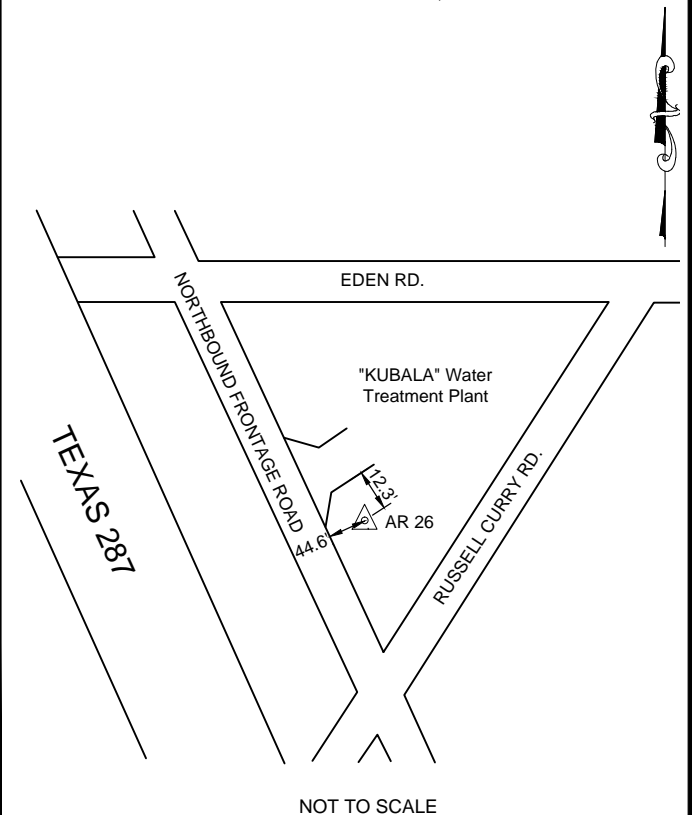 EDEN RD.
NORTHBOUND FRONTAGE ROAD
"KUBALA" Water
Treatment Plant
TEXAS 287
12.3'
AR 26
44.6'
RUSSELL CURRY RD.
NOT TO SCALE